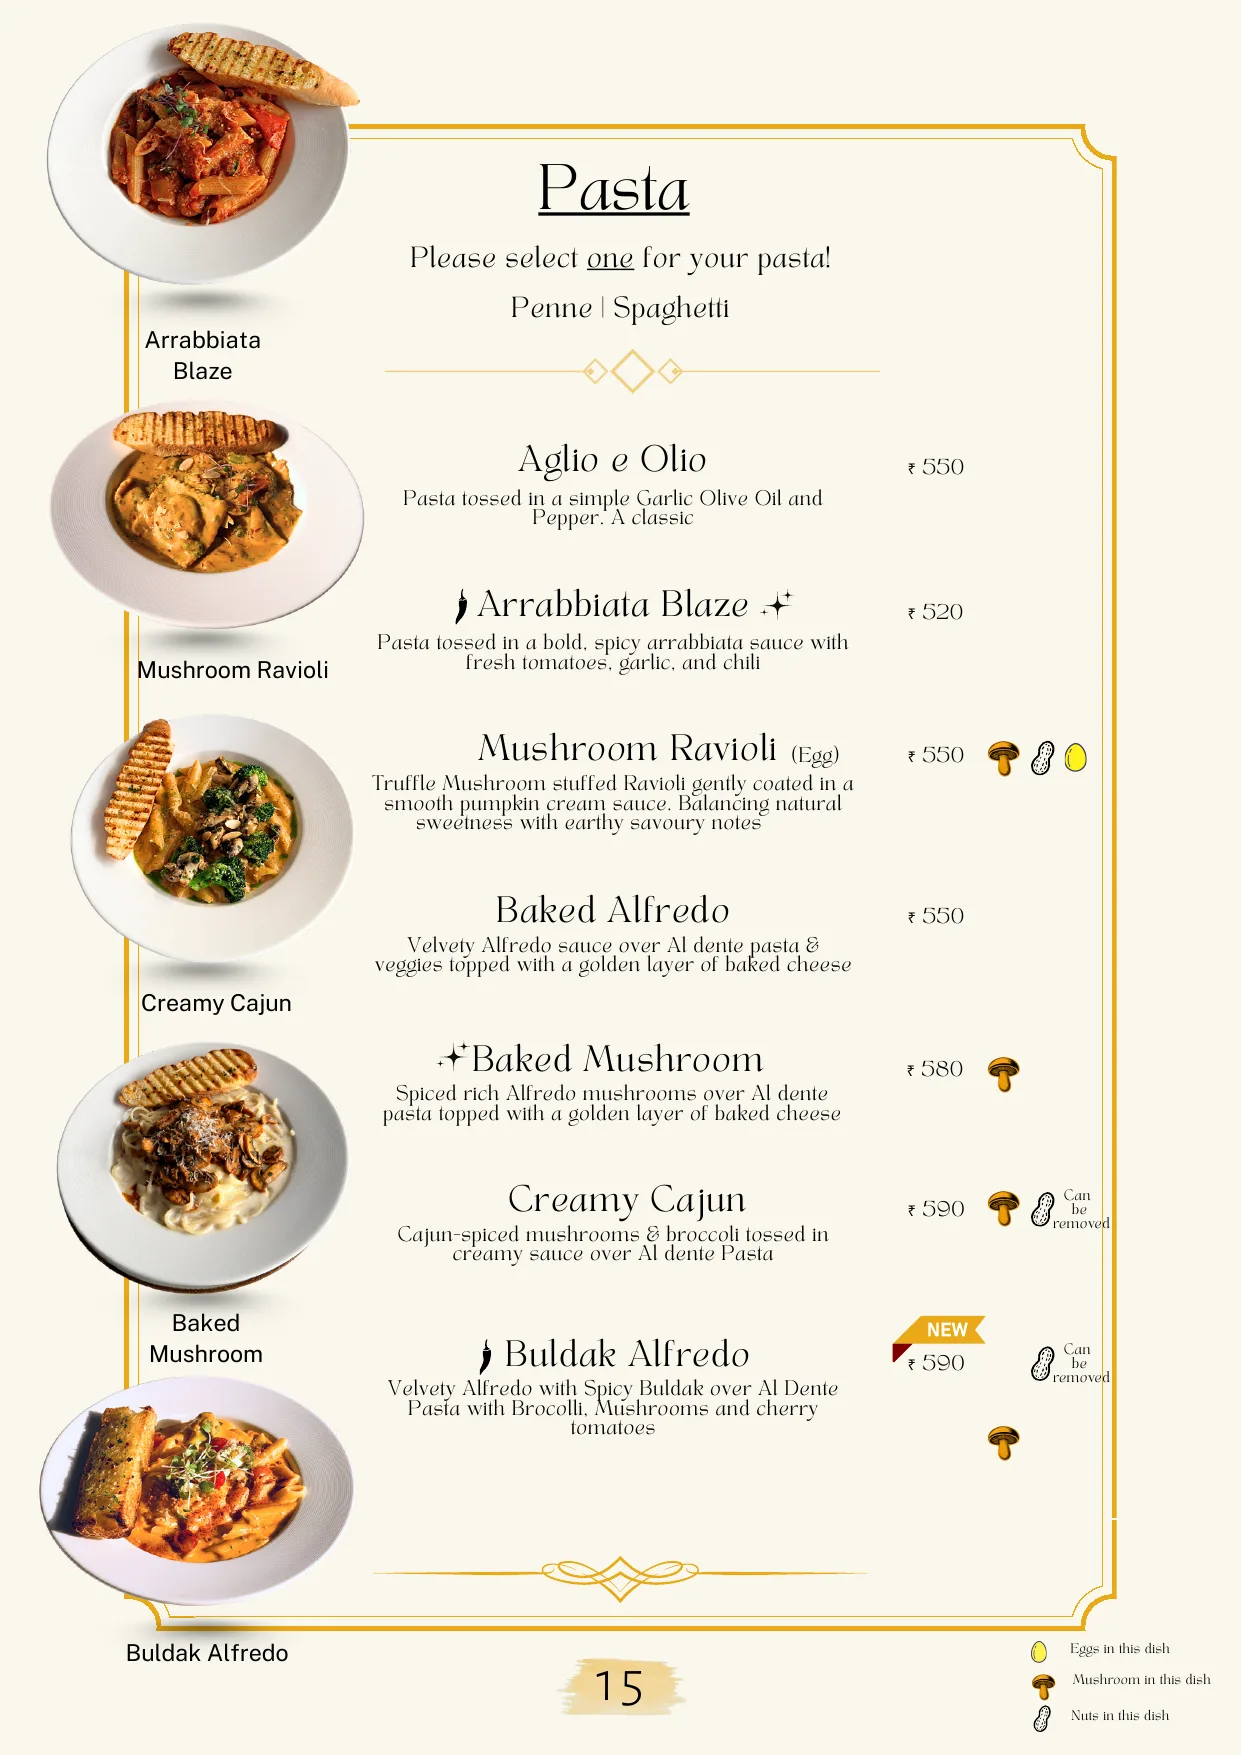 Pasta
Please select one for your pasta!
Penne | Spaghetti
Arrabbiata
Blaze
Aglio e Olio
₹ 550
Pasta tossed in a simple Garlic Olive Oil and
Pepper. A classic
Arrabbiata Blaze
₹ 520
Pasta tossed in a bold, spicy arrabbiata sauce with
fresh tomatoes, garlic, and chili
Mushroom Ravioli
Mushroom Ravioli (Egg)
₹ 550
Truffle Mushroom stuffed Ravioli gently coated in a
smooth pumpkin cream sauce. Balancing natural
sweetness with earthy savoury notes
Baked Alfredo
₹ 550
Velvety Alfredo sauce over Al dente pasta &
veggies topped with a golden layer of baked cheese
Creamy Cajun
Baked Mushroom
₹ 580
Spiced rich Alfredo mushrooms over Al dente
pasta topped with a golden layer of baked cheese
Creamy Cajun
₹ 590
Can
be
removed
Cajun-spiced mushrooms & broccoli tossed in
creamy sauce over Al dente Pasta
Baked
Mushroom
NEW
Buldak Alfredo
₹ 590
Can
be
removed
Velvety Alfredo with Spicy Buldak over Al Dente
Pasta with Brocolli, Mushrooms and cherry
tomatoes
Buldak Alfredo
15
Eggs in this dish
Mushroom in this dish
Nuts in this dish